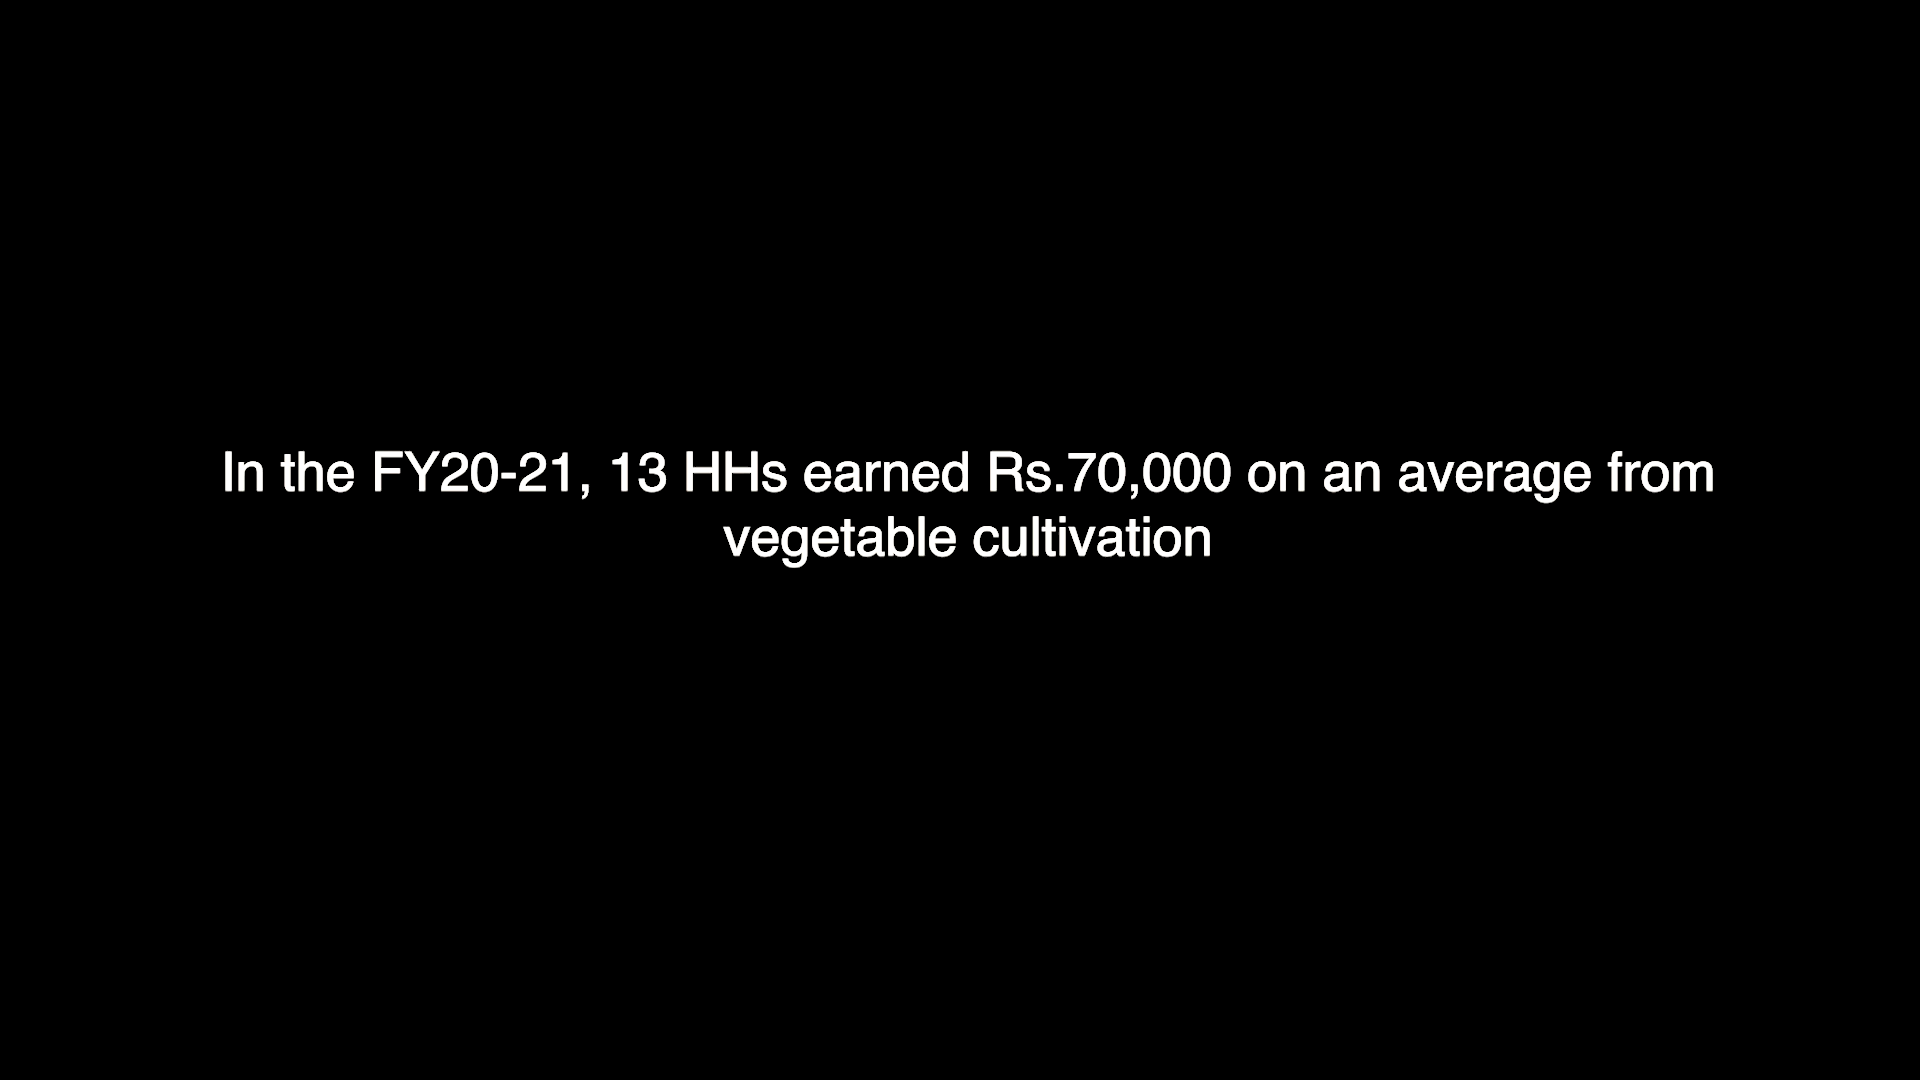 In the FY20-21, 13 HHs earned Rs.70,000 on an average from
vegetable cultivation